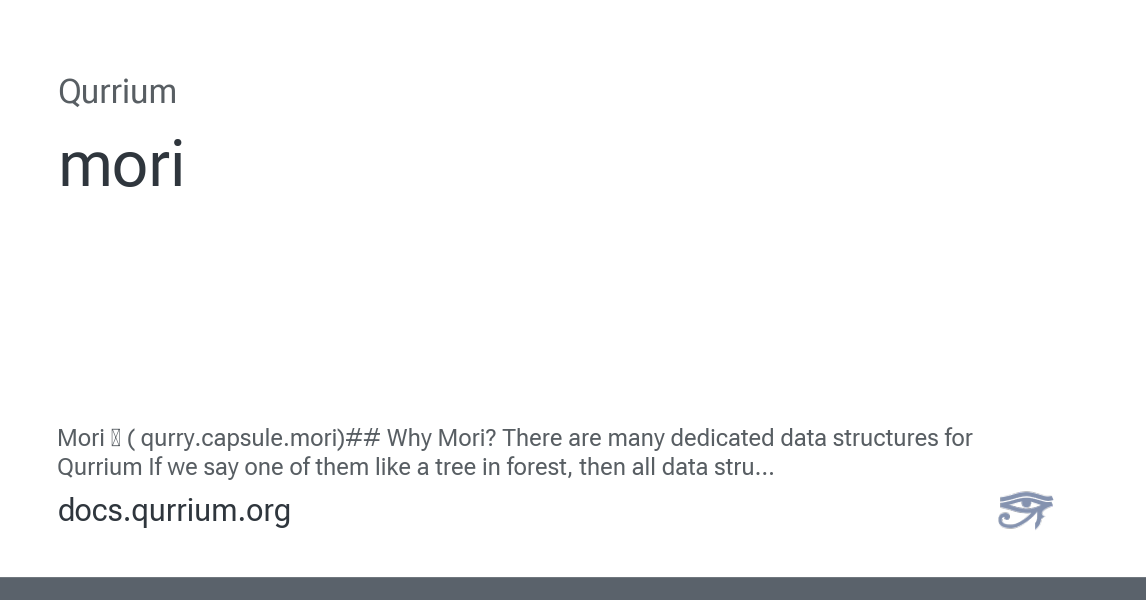 Qurrium
mori
Mori ( qurry.capsule.mori)## Why Mori? There are many dedicated data structures for
Qurrium If we say one of them like a tree in forest, then all data stru...
docs.qurrium.org